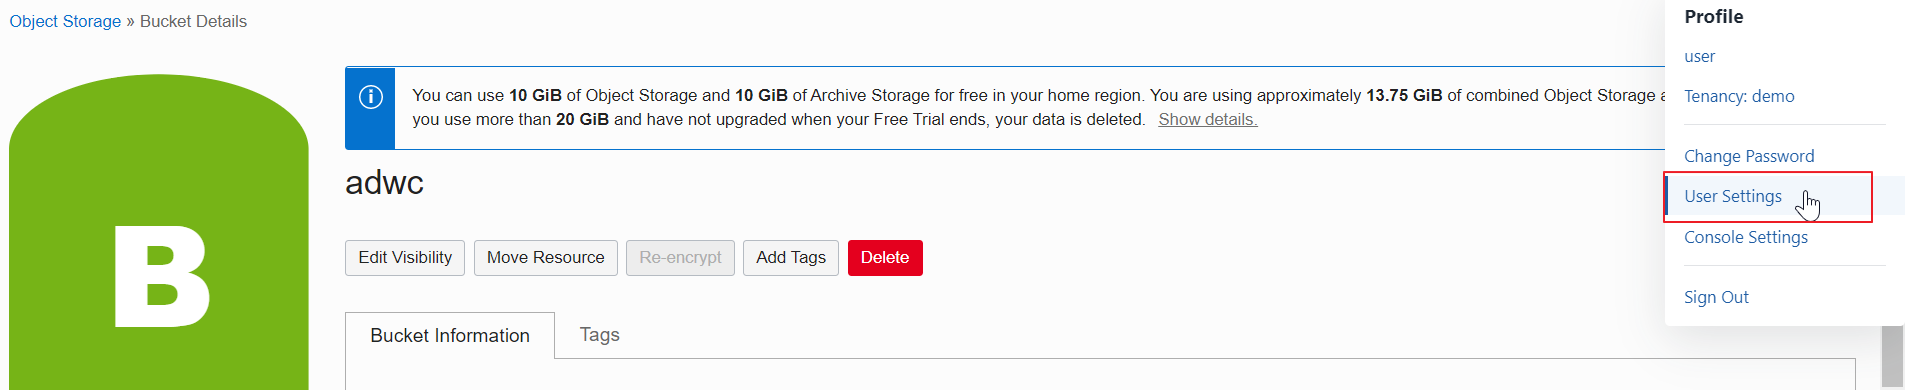 Object Storage » Bucket Details
B
You can use 10 GiB of Object Storage and 10 GiB of Archive Storage for free in your home region. You are using approximately 13.75 GiB of combined Object Storage
you use more than 20 GiB and have not upgraded when your Free Trial ends, your data is deleted. Show details.
adwc
Edit Visibility Move Resource Re-encrypt Add Tags Delete
Bucket Information Tags
Profile
user
Tenancy: demo
Change Password
User Settings
Console Settings
Sign Out